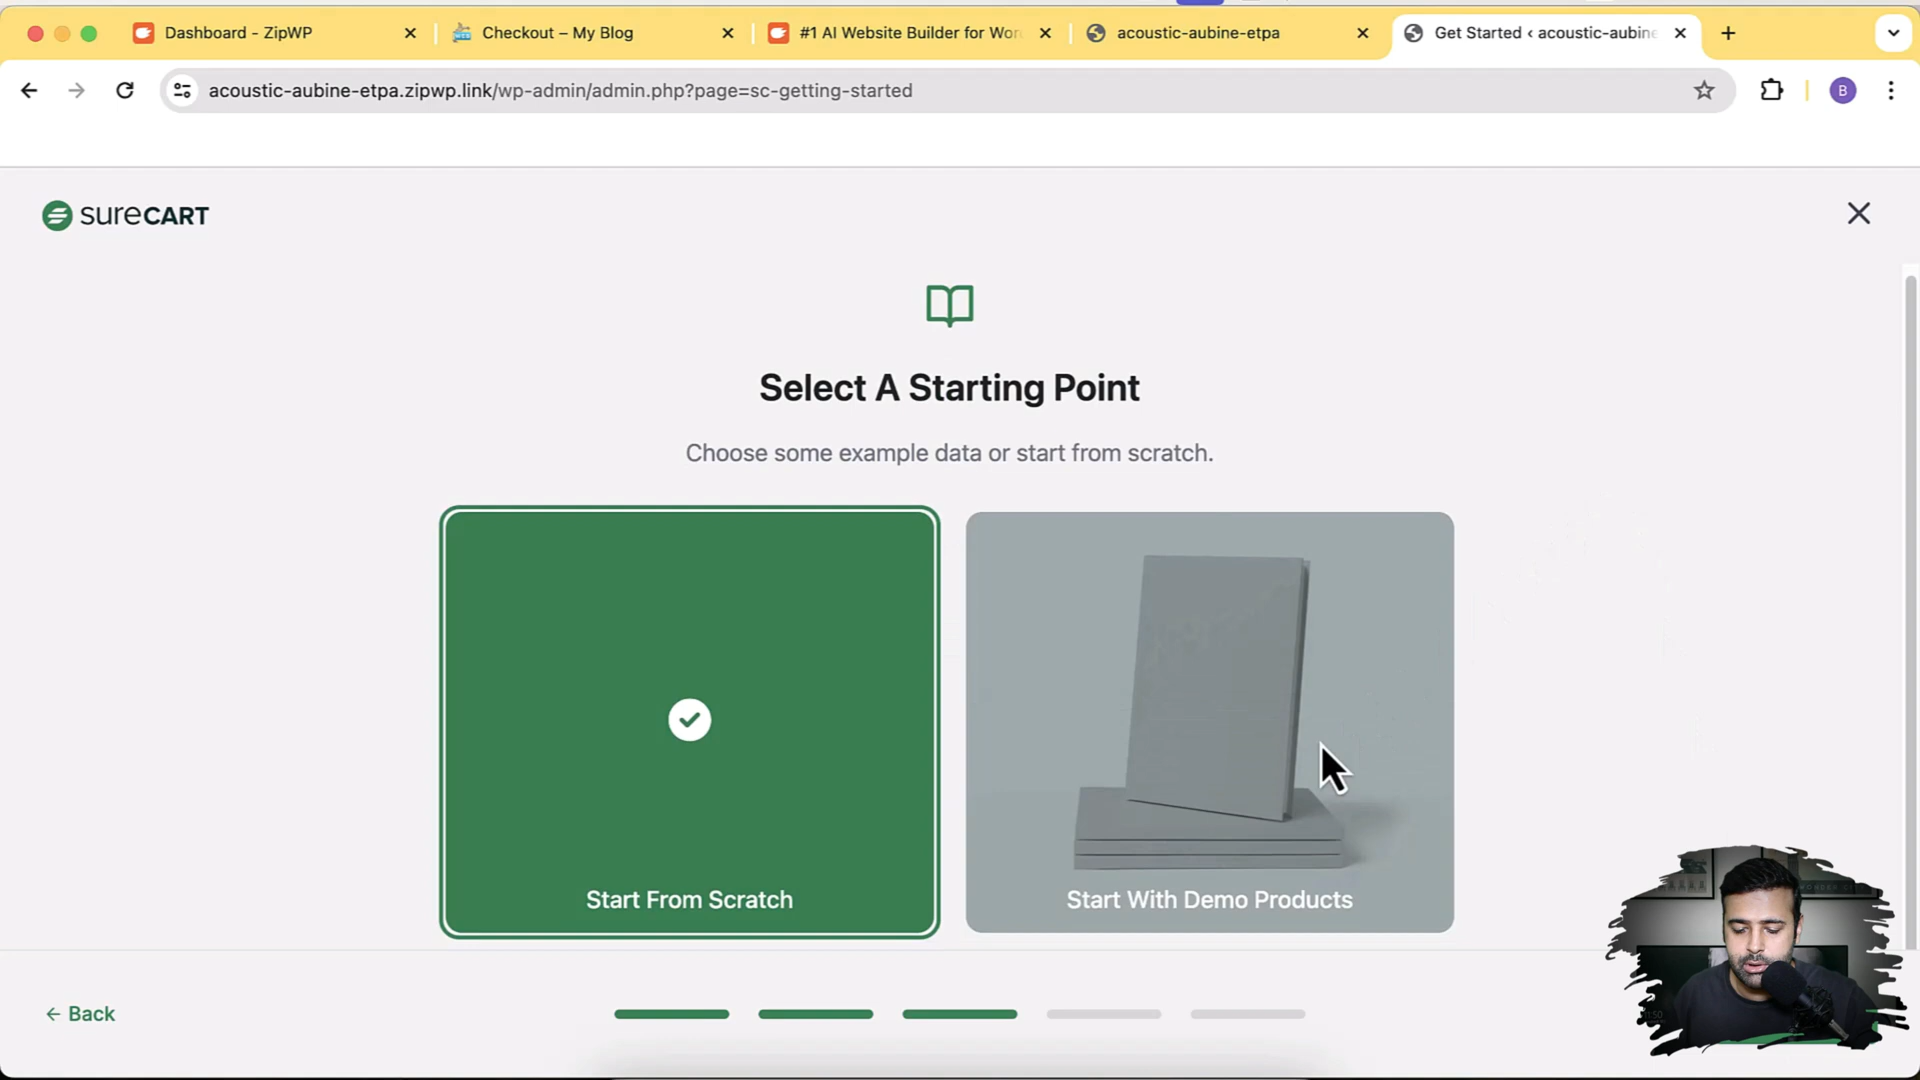 Dashboard - ZipWP
Checkout – My Blog
#1 AI Website Builder for Wor
acoustic-aubine-etpa
Get Started ‹ acoustic-aubine
acoustic-aubine-etpa.zipwp.link/wp-admin/admin.php?page=sc-getting-started
B
sureCART
Select A Starting Point
Choose some example data or start from scratch.
Start From Scratch
Start With Demo Products
← Back